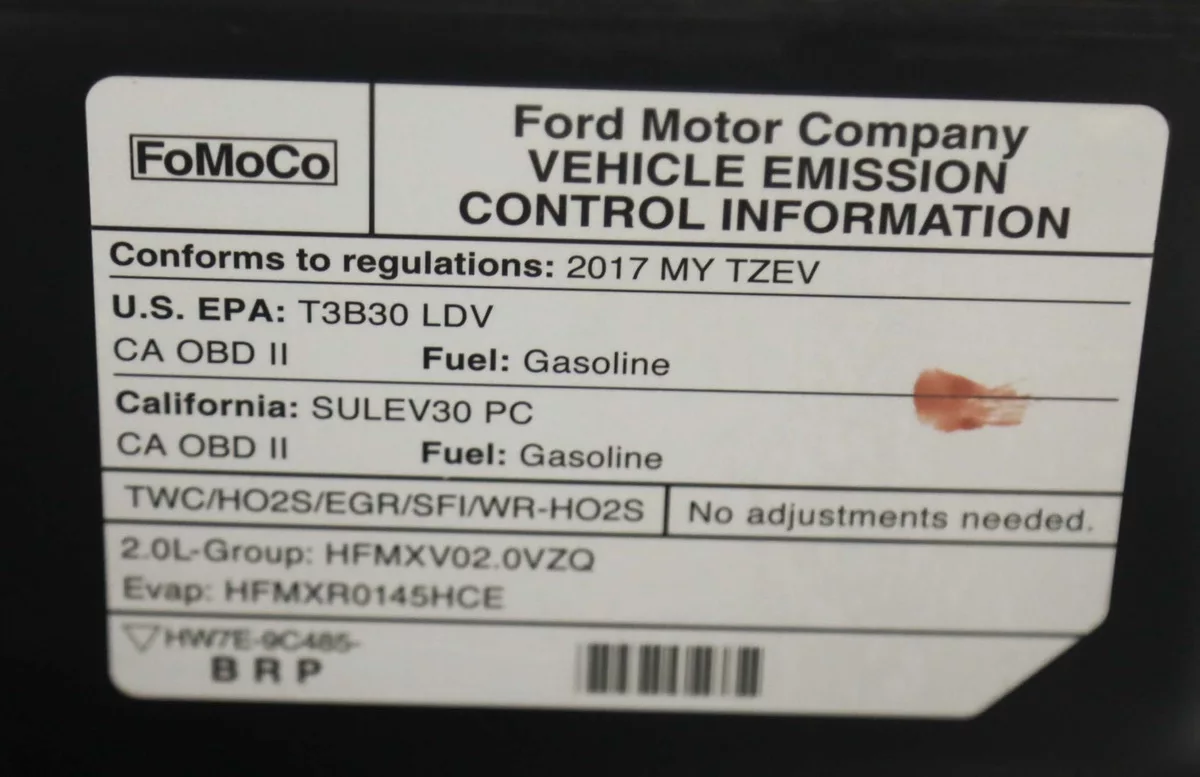 FoMoCo
Ford Motor Company
VEHICLE EMISSION
CONTROL INFORMATION
Conforms to regulations: 2017 MY TZEV
U.S. EPA: T3B30 LDV
CA OBD II Fuel: Gasoline
California: SULEV30 PC
CA OBD II Fuel: Gasoline
TWC/HO2S/EGR/SFI/WR-HO2S No adjustments needed.
2.0L-Group: HFMXV02.0VZQ
Evap: HFMXR0145HCE
HW7E-9C485-
BRP